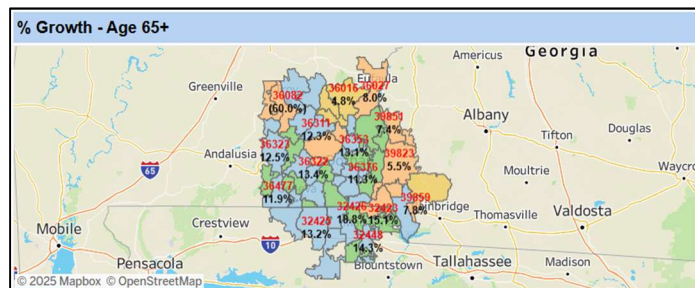 % Growth - Age 65+
Georgia
Americus
Greenville
36082
(60.0%)
36016
4.8%
36027
8.0%
Albany
36311
12.3%
36353
13.1%
39851
7.4%
Tifton
Douglas
36323
12.5%
Andalusia
36322
13.4%
36376
11.3%
39823
5.5%
Moultrie
Waycro
65
36477
11.9%
32426
18.8%
32423
15.1%
39859
7.8%
inbridge
Thomasville
Valdosta
Crestview
32425
13.2%
32448
14.3%
Mobile
10
Pensacola
Tallahassee
Madison
Blountstown
© 2025 Mapbox © OpenStreetMap